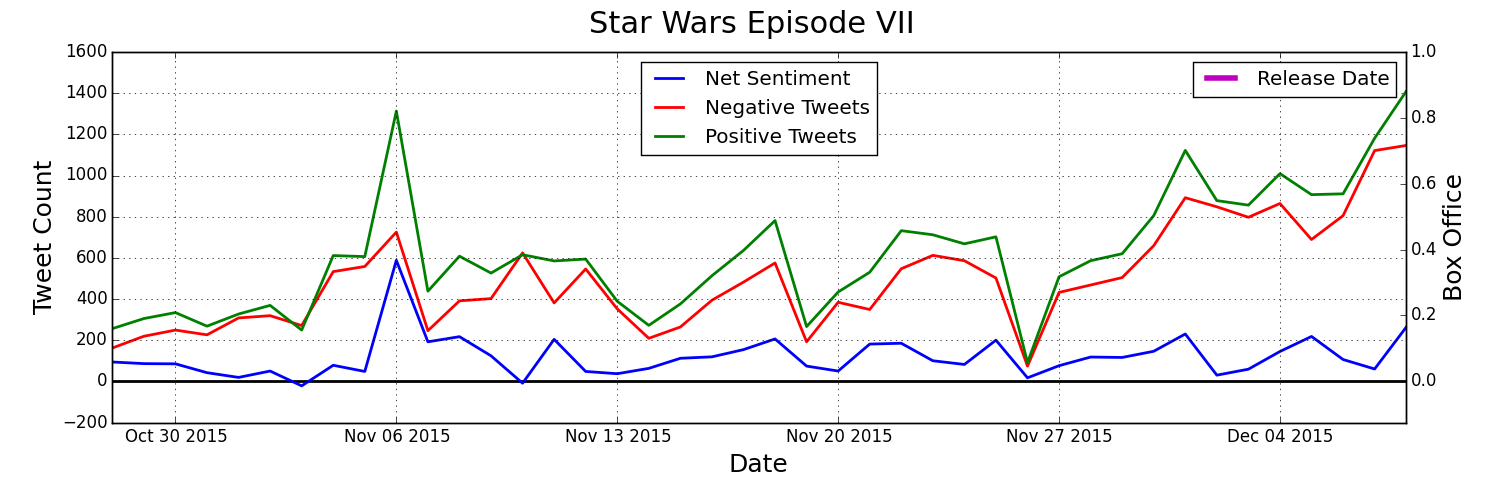 Star Wars Episode VII
1600
1400
1200
1000
800
600
400
200
0
−200
Tweet Count
Net Sentiment
Negative Tweets
Positive Tweets
Release Date
1.0
0.8
0.6
0.4
0.2
0.0
Box Office
Oct 30 2015
Nov 06 2015
Nov 13 2015
Nov 20 2015
Nov 27 2015
Dec 04 2015
Date